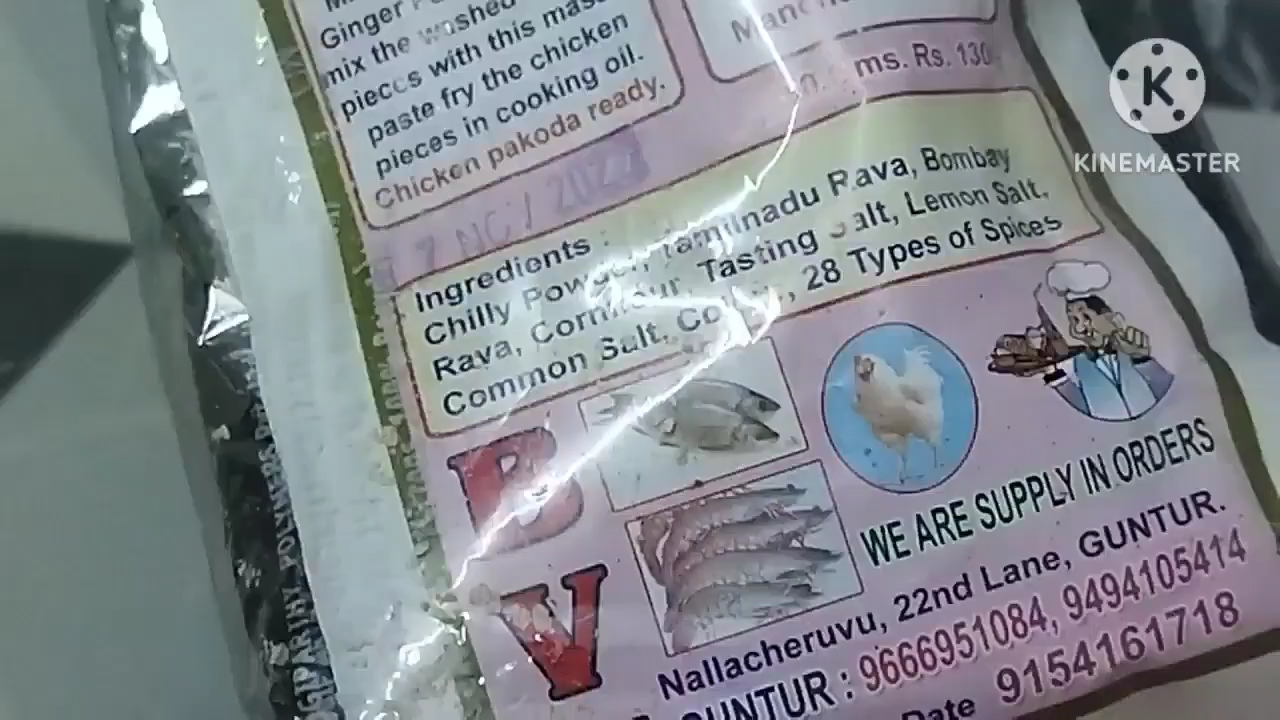 Ginger
mix the washed
pieces with this
paste fry the chicken
pieces in cooking oil.
Chicken pakoda ready.
ms. Rs. 130
Ingredients :
Chilly Powder, Tamilnadu Rava, Bombay
Rava, Cornflour, Tasting Salt, Lemon Salt,
Common Salt, 28 Types of Spices
B
V
WE ARE SUPPLY IN ORDERS
Nallacheruvu, 22nd Lane, GUNTUR.
GUNTUR : 9666951084, 9494105414
Date 9154161718
K
KINEMASTER